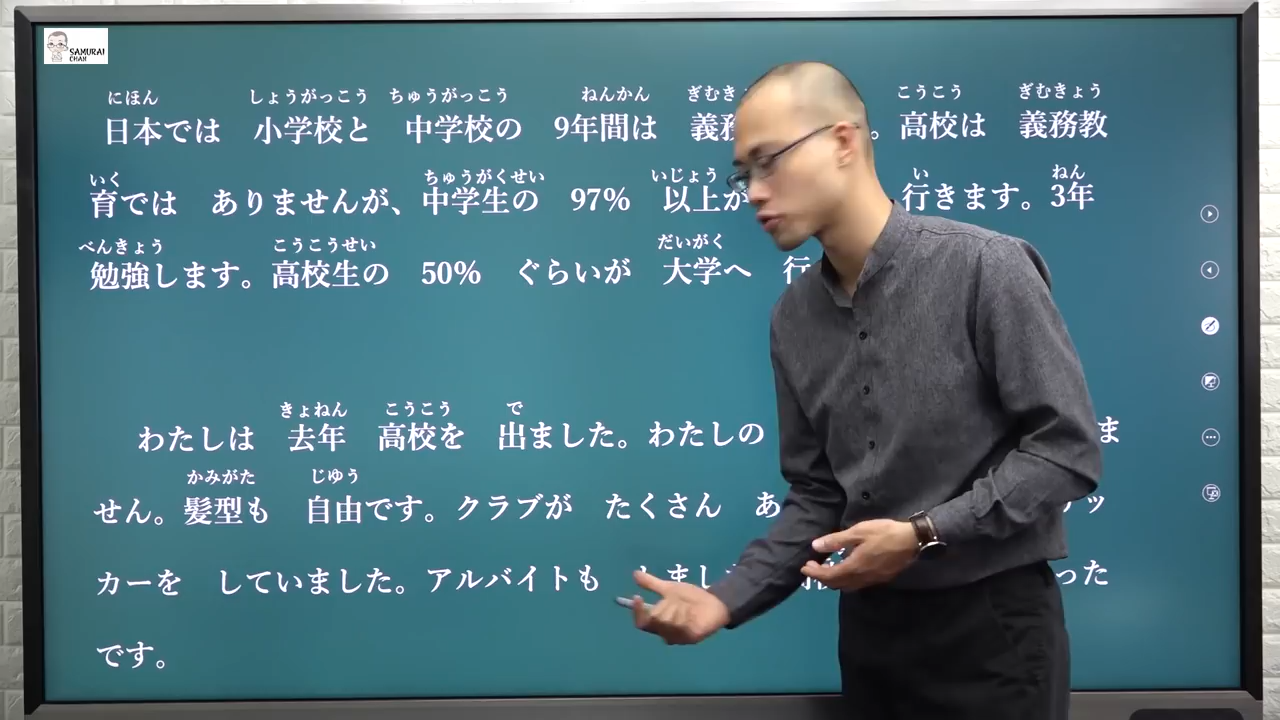 SAMURAI
CHAN
にほん しょうがっこう ちゅうがっこう ねんかん ぎむき こうこう ぎむきょう
日本では 小学校と 中学校の 9年間は 義務 。高校は 義務教
いく ちゅうがくせい いじょう い ねん
育では ありませんが、中学生の 97% 以上が 行きます。3年
べんきょう こうこうせい だいがく
勉強します。高校生の 50% ぐらいが 大学へ 行
きょねん こうこう で
わたしは 去年 高校を 出ました。わたしの ま
かみがた じゆう
せん。髪型も 自由です。クラブが たくさん あ ッ
カーを していました。アルバイトも しまし った
です。